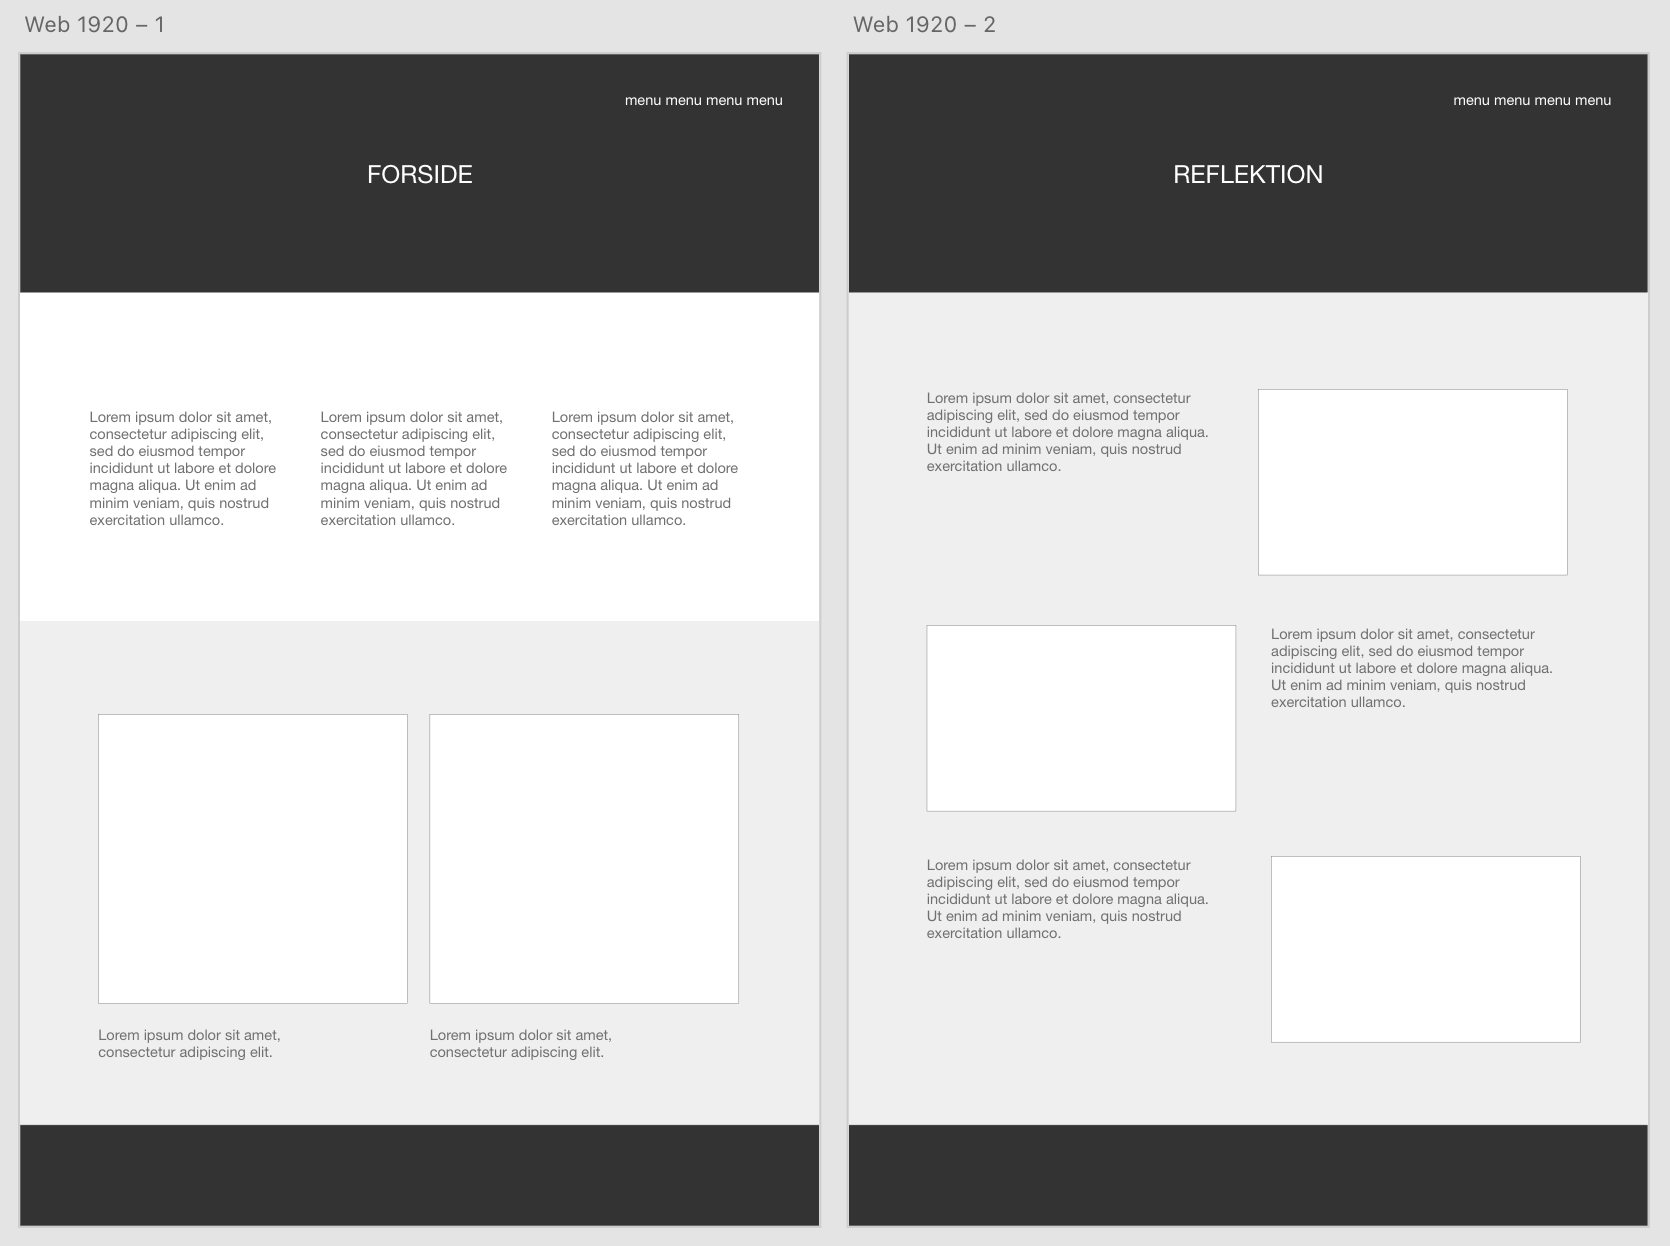 Web 1920 – 1
menu menu menu menu
FORSIDE
Lorem ipsum dolor sit amet,
consectetur adipiscing elit,
sed do eiusmod tempor
incididunt ut labore et dolore
magna aliqua. Ut enim ad
minim veniam, quis nostrud
exercitation ullamco.
Lorem ipsum dolor sit amet,
consectetur adipiscing elit,
sed do eiusmod tempor
incididunt ut labore et dolore
magna aliqua. Ut enim ad
minim veniam, quis nostrud
exercitation ullamco.
Lorem ipsum dolor sit amet,
consectetur adipiscing elit,
sed do eiusmod tempor
incididunt ut labore et dolore
magna aliqua. Ut enim ad
minim veniam, quis nostrud
exercitation ullamco.
Lorem ipsum dolor sit amet,
consectetur adipiscing elit.
Lorem ipsum dolor sit amet,
consectetur adipiscing elit.
Web 1920 – 2
menu menu menu menu
REFLEKTION
Lorem ipsum dolor sit amet, consectetur
adipiscing elit, sed do eiusmod tempor
incididunt ut labore et dolore magna aliqua.
Ut enim ad minim veniam, quis nostrud
exercitation ullamco.
Lorem ipsum dolor sit amet, consectetur
adipiscing elit, sed do eiusmod tempor
incididunt ut labore et dolore magna aliqua.
Ut enim ad minim veniam, quis nostrud
exercitation ullamco.
Lorem ipsum dolor sit amet, consectetur
adipiscing elit, sed do eiusmod tempor
incididunt ut labore et dolore magna aliqua.
Ut enim ad minim veniam, quis nostrud
exercitation ullamco.